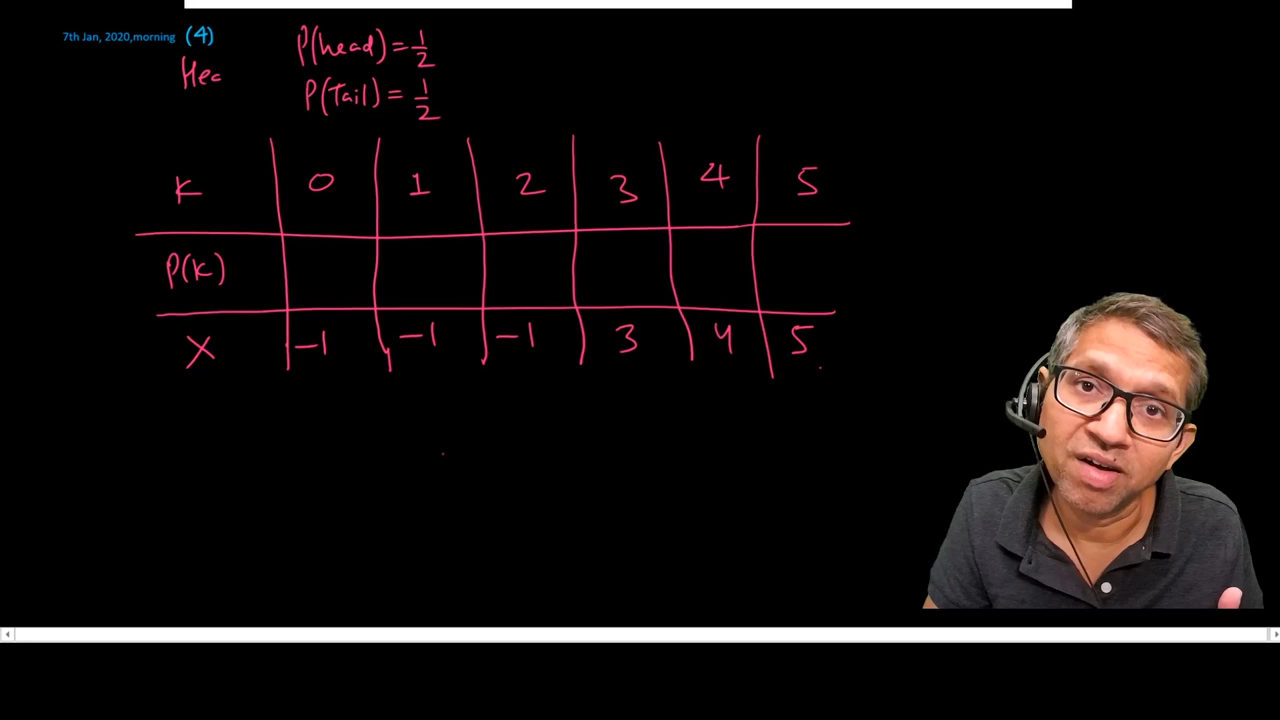 7th Jan, 2020,morning (4)
Hea
P(head) = 1/2
P(Tail) = 1/2
K 0 1 2 3 4 5
P(K)
X -1 -1 -1 3 4 5